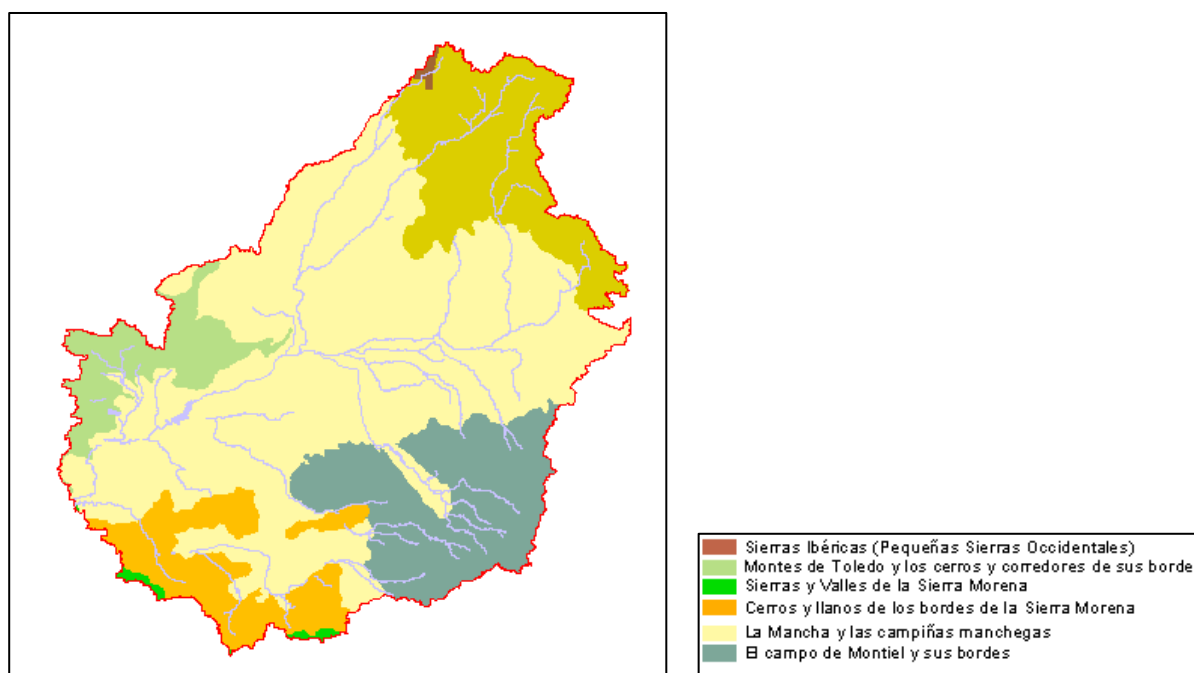 Sierras Ibéricas (Pequeñas Sierras Occidentales)
Montes de Toledo y los cerros y corredores de sus borde
Sierras y Valles de la Sierra Morena
Cerros y llanos de los bordes de la Sierra Morena
La Mancha y las campiñas manchegas
El campo de Montiel y sus bordes